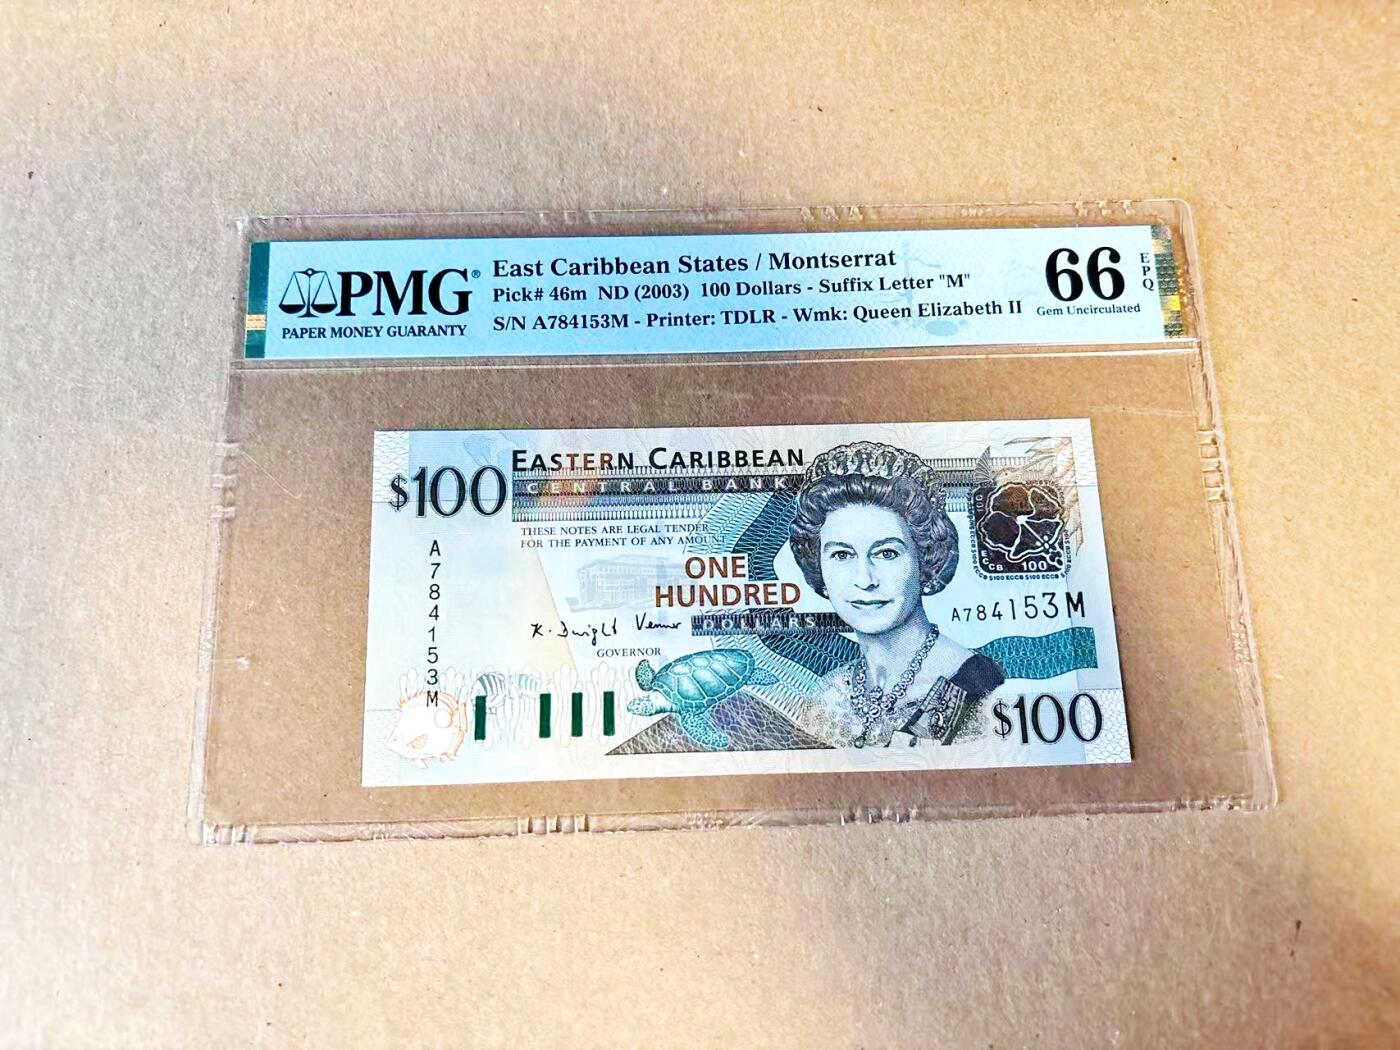 PMG®
PAPER MONEY GUARANTY
East Caribbean States / Montserrat
Pick# 46m ND (2003) 100 Dollars - Suffix Letter "M"
S/N A784153M - Printer: TDLR - Wmk: Queen Elizabeth II
66
EPQ
Gem Uncirculated
$100
EASTERN CARIBBEAN
CENTRAL BANK
THESE NOTES ARE LEGAL TENDER
FOR THE PAYMENT OF ANY AMOUNT
ONE
HUNDRED
DOLLARS
K. Dwight Venner
GOVERNOR
A784153M
ECCB 100
A784153M
$100